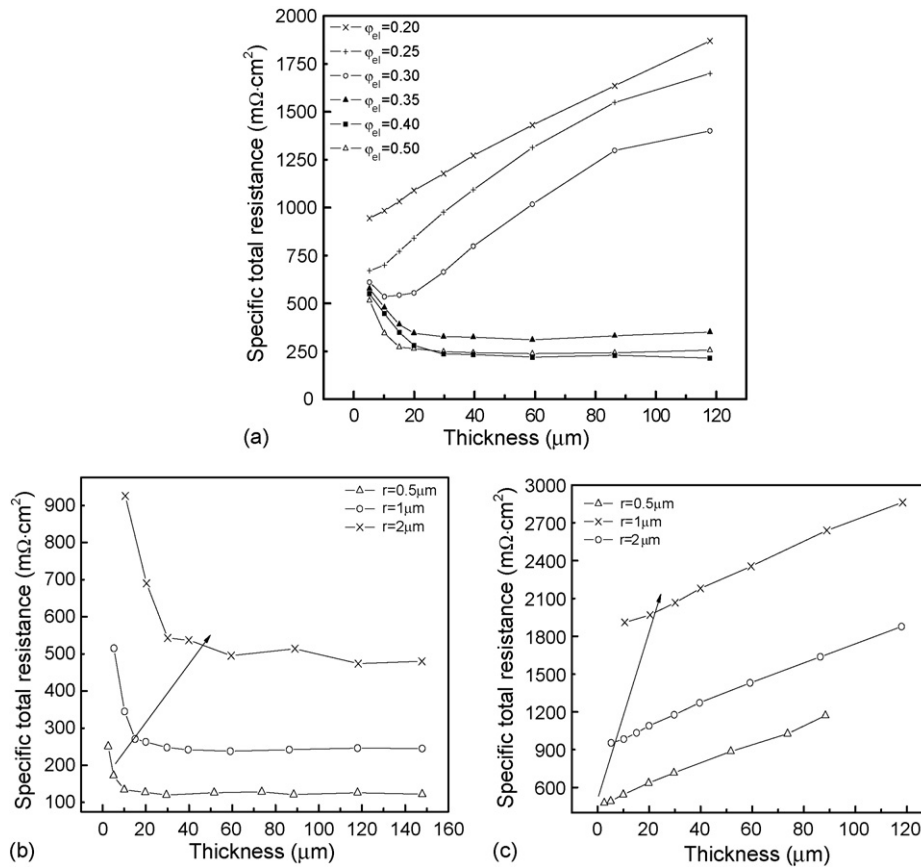 2000
1750
1500
1250
1000
750
500
250
0
Specific total resistance (mΩ·cm²)
φel=0.20
φel=0.25
φel=0.30
φel=0.35
φel=0.40
φel=0.50
0 20 40 60 80 100 120
Thickness (μm)
(a)
900
800
700
600
500
400
300
200
100
Specific total resistance (mΩ·cm²)
r=0.5μm
r=1μm
r=2μm
0 20 40 60 80 100 120 140 160
Thickness (μm)
(b)
3000
2700
2400
2100
1800
1500
1200
900
600
Specific total resistance (mΩ·cm²)
r=0.5μm
r=1μm
r=2μm
0 20 40 60 80 100 120
Thickness (μm)
(c)